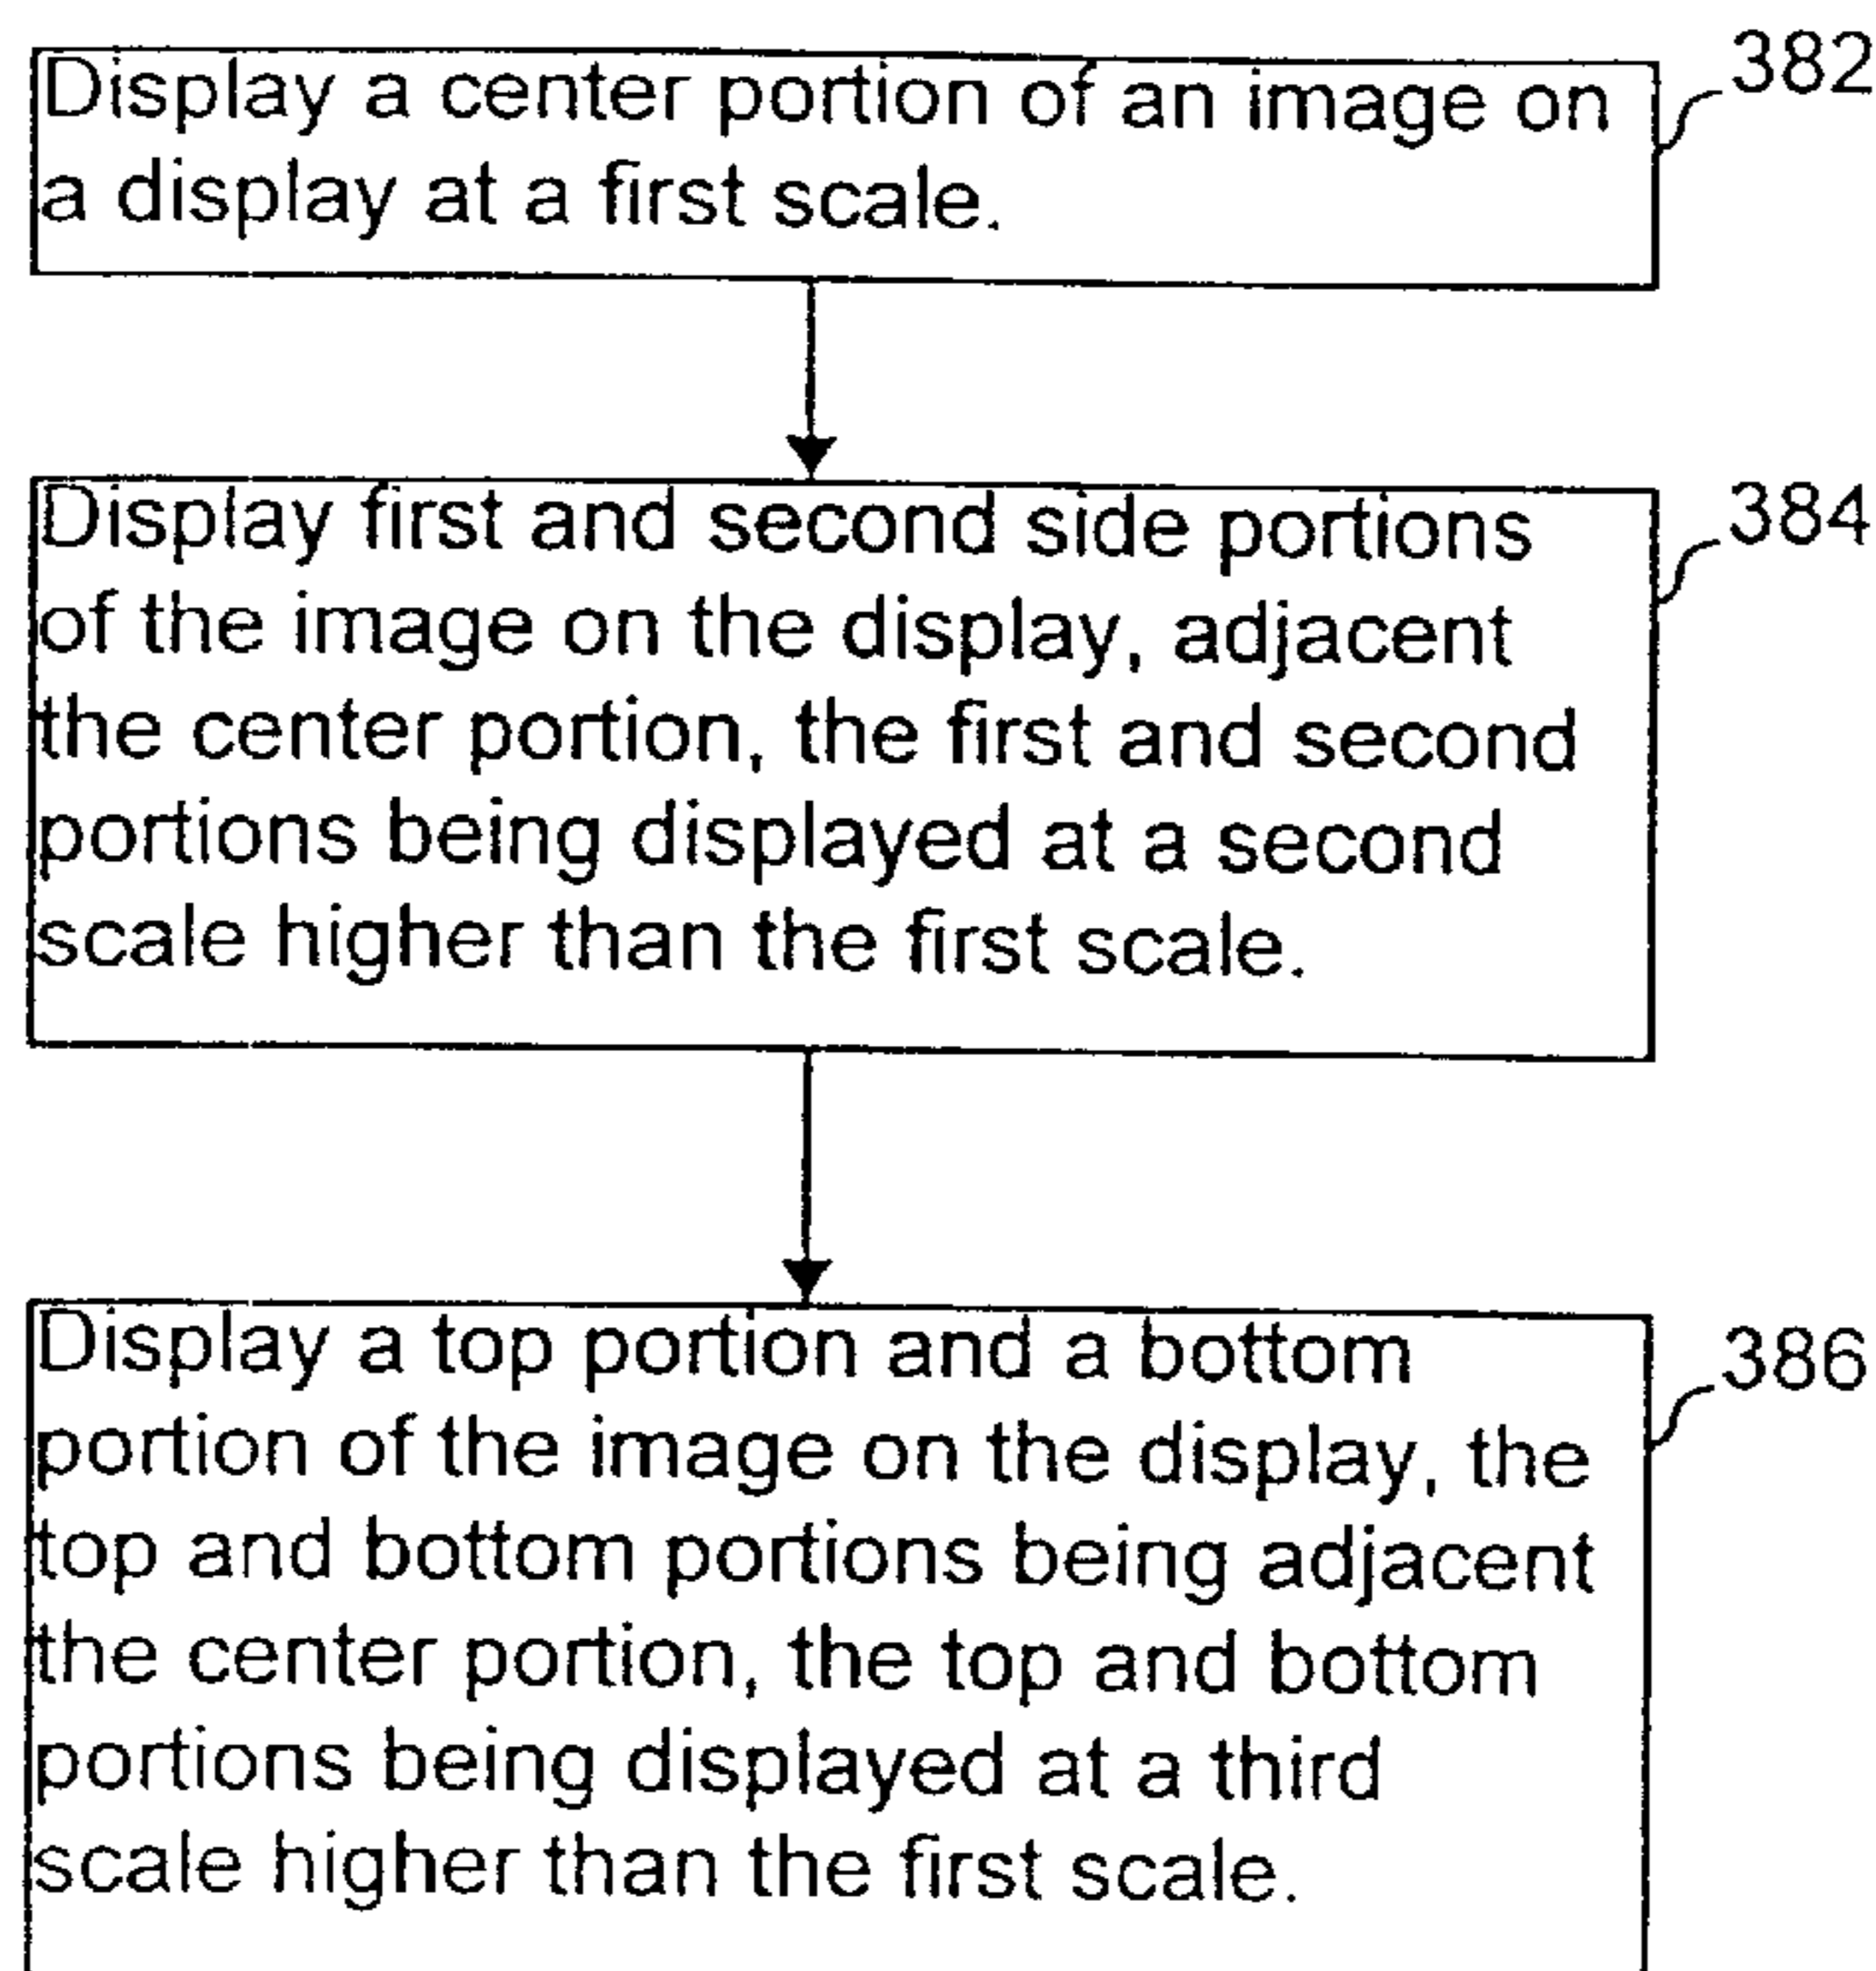 382
Display a center portion of an image on
a display at a first scale.
384
Display first and second side portions
of the image on the display, adjacent
the center portion, the first and second
portions being displayed at a second
scale higher than the first scale.
386
Display a top portion and a bottom
portion of the image on the display, the
top and bottom portions being adjacent
the center portion, the top and bottom
portions being displayed at a third
scale higher than the first scale.